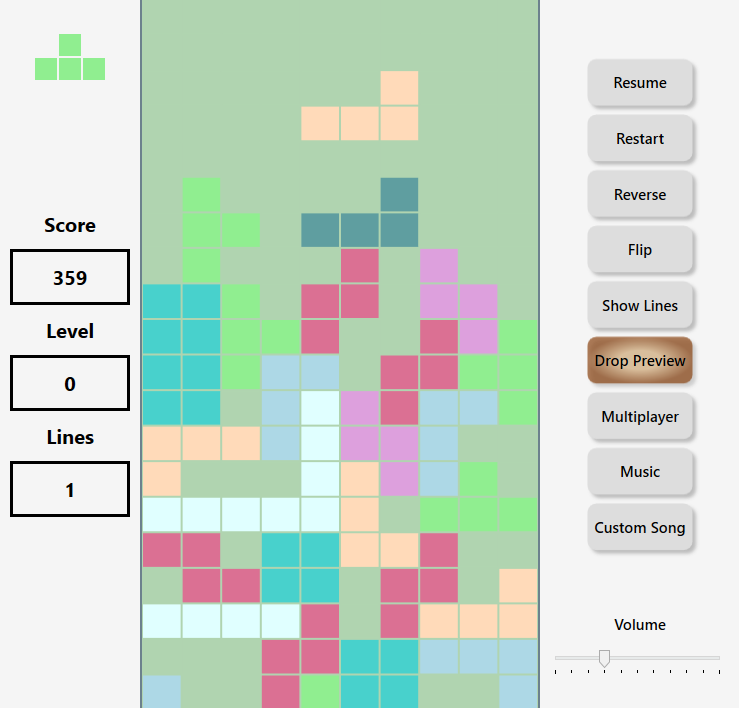 Score
359
Level
0
Lines
1
Resume
Restart
Reverse
Flip
Show Lines
Drop Preview
Multiplayer
Music
Custom Song
Volume